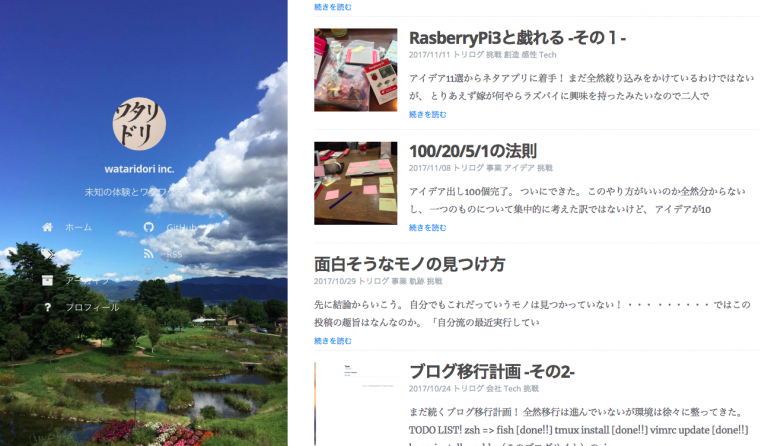 ワタリ
ドリ
wataridori inc.
未知の体験とワクワク
ホーム
GitHub
RSS
プロフィール
続きを読む
RasberryPi3と戯れる -その１-
2017/11/11 トリログ 挑戦 創造 感性 Tech
アイデア11選からネタアプリに着手！ まだ全然絞り込みをかけているわけではない
が、 とりあえず嫁が何やらラズパイに興味を持ったみたいなので二人で
続きを読む
100/20/5/1の法則
2017/11/08 トリログ 事業 アイデア 挑戦
アイデア出し100個完了。 ついにできた。 このやり方がいいのか全然分からない
し、 一つのものについて集中的に考えた訳ではないけど、 アイデアが10
続きを読む
面白そうなモノの見つけ方
2017/10/29 トリログ 事業 軌跡 挑戦
先に結論からいこう。 自分でもこれだっていうモノは見つかっていない！ ・・・・・・・・・ ではこの
投稿の趣旨はなんなのか。 「自分流の最近実行してい
続きを読む
ブログ移行計画 -その2-
2017/10/24 トリログ 会社 Tech 挑戦
まだ続くブログ移行計画！ 全然移行は進んでいないが環境は徐々に整ってきた。
TODO LIST! zsh => fish [done!!] tmux install [done!!] vimrc update [done!!]